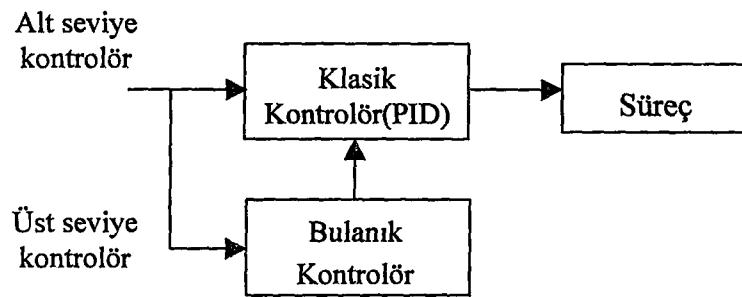 Alt seviye
kontrolör
Klasik
Kontrolör(PID)
Süreç
Üst seviye
kontrolör
Bulanık
Kontrolör